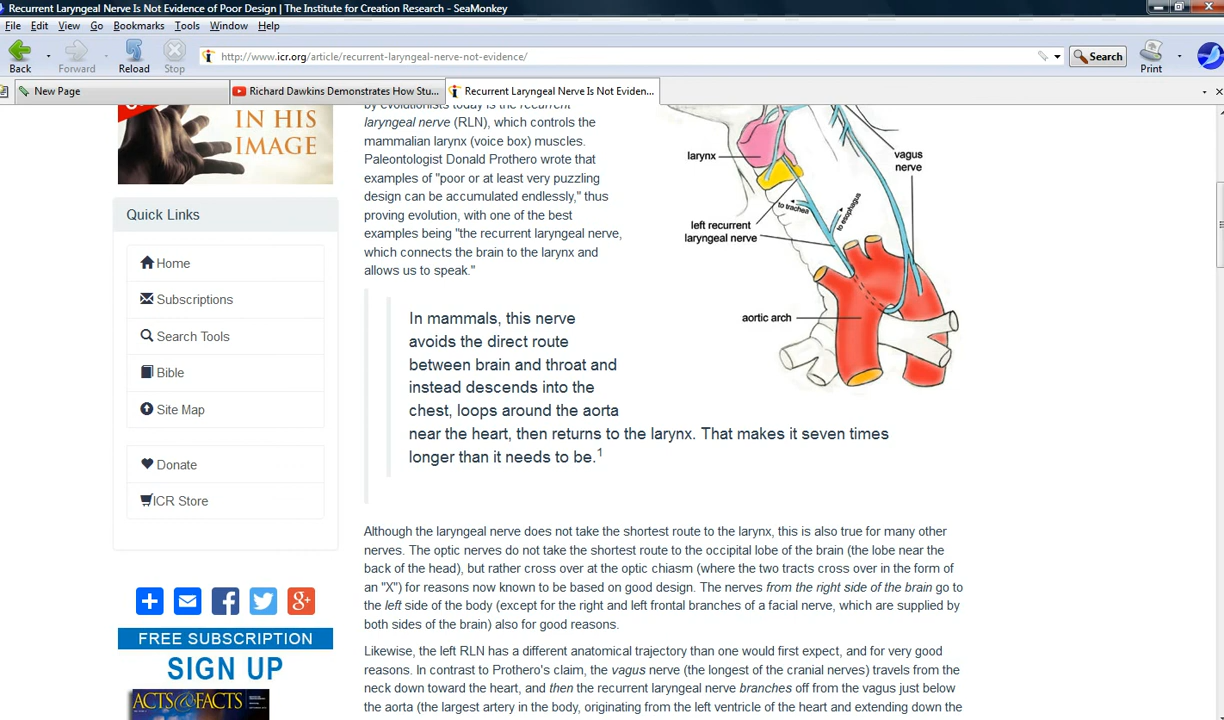 Recurrent Laryngeal Nerve Is Not Evidence of Poor Design | The Institute for Creation Research - SeaMonkey
File Edit View Go Bookmarks Tools Window Help
Back Forward Reload Stop http://www.icr.org/article/recurrent-laryngeal-nerve-not-evidence/ Search Print
New Page Richard Dawkins Demonstrates How Stu... Recurrent Laryngeal Nerve Is Not Eviden...
IN HIS
IMAGE
Quick Links
Home
Subscriptions
Search Tools
Bible
Site Map
Donate
ICR Store
FREE SUBSCRIPTION
SIGN UP
ACTS & FACTS
by evolutionists today is the recurrent
laryngeal nerve (RLN), which controls the
mammalian larynx (voice box) muscles.
Paleontologist Donald Prothero wrote that
examples of "poor or at least very puzzling
design can be accumulated endlessly," thus
proving evolution, with one of the best
examples being "the recurrent laryngeal nerve,
which connects the brain to the larynx and
allows us to speak."
larynx
vagus
nerve
to trachea
to esophagus
left recurrent
laryngeal nerve
aortic arch
In mammals, this nerve
avoids the direct route
between brain and throat and
instead descends into the
chest, loops around the aorta
near the heart, then returns to the larynx. That makes it seven times
longer than it needs to be.1
Although the laryngeal nerve does not take the shortest route to the larynx, this is also true for many other
nerves. The optic nerves do not take the shortest route to the occipital lobe of the brain (the lobe near the
back of the head), but rather cross over at the optic chiasm (where the two tracts cross over in the form of
an "X") for reasons now known to be based on good design. The nerves from the right side of the brain go to
the left side of the body (except for the right and left frontal branches of a facial nerve, which are supplied by
both sides of the brain) also for good reasons.
Likewise, the left RLN has a different anatomical trajectory than one would first expect, and for very good
reasons. In contrast to Prothero's claim, the vagus nerve (the longest of the cranial nerves) travels from the
neck down toward the heart, and then the recurrent laryngeal nerve branches off from the vagus just below
the aorta (the largest artery in the body, originating from the left ventricle of the heart and extending down the